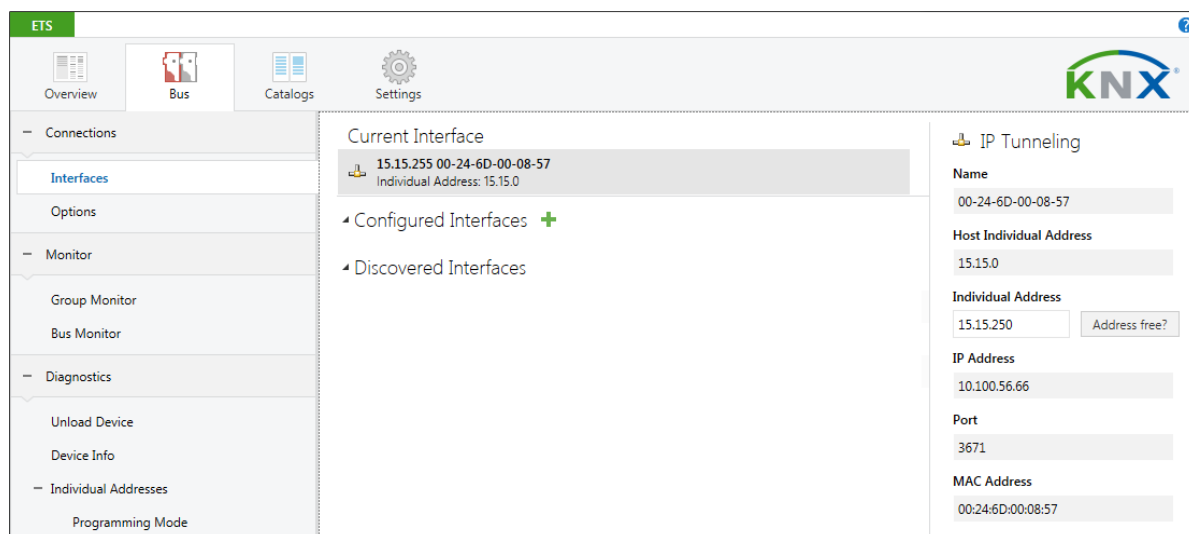 ETS
?
Overview
Bus
Catalogs
Settings
KNX®
Connections
Interfaces
Options
Monitor
Group Monitor
Bus Monitor
Diagnostics
Unload Device
Device Info
Individual Addresses
Programming Mode
Current Interface
15.15.255 00-24-6D-00-08-57
Individual Address: 15.15.0
Configured Interfaces
Discovered Interfaces
IP Tunneling
Name
00-24-6D-00-08-57
Host Individual Address
15.15.0
Individual Address
15.15.250 Address free?
IP Address
10.100.56.66
Port
3671
MAC Address
00:24:6D:00:08:57